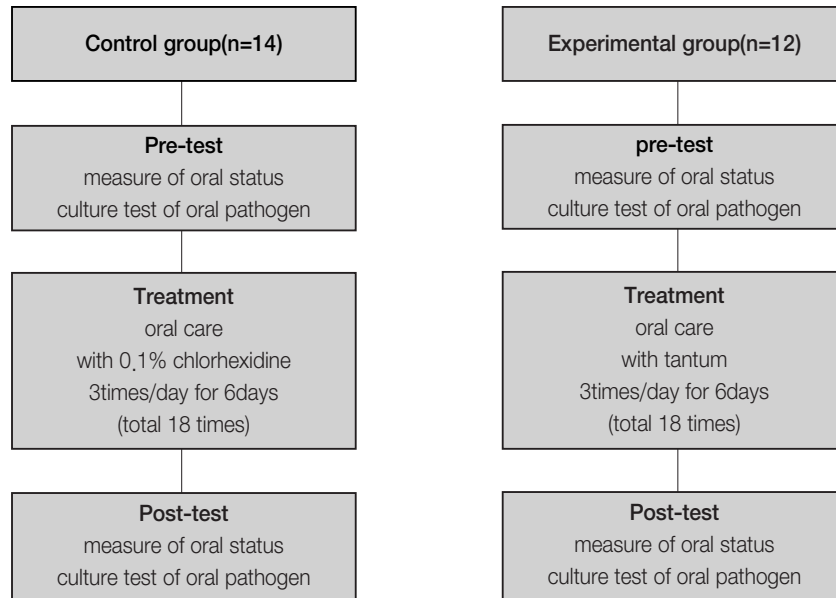 Control group(n=14)
Pre-test
measure of oral status
culture test of oral pathogen
Treatment
oral care
with 0.1% chlorhexidine
3times/day for 6days
(total 18 times)
Post-test
measure of oral status
culture test of oral pathogen
Experimental group(n=12)
pre-test
measure of oral status
culture test of oral pathogen
Treatment
oral care
with tantum
3times/day for 6days
(total 18 times)
Post-test
measure of oral status
culture test of oral pathogen